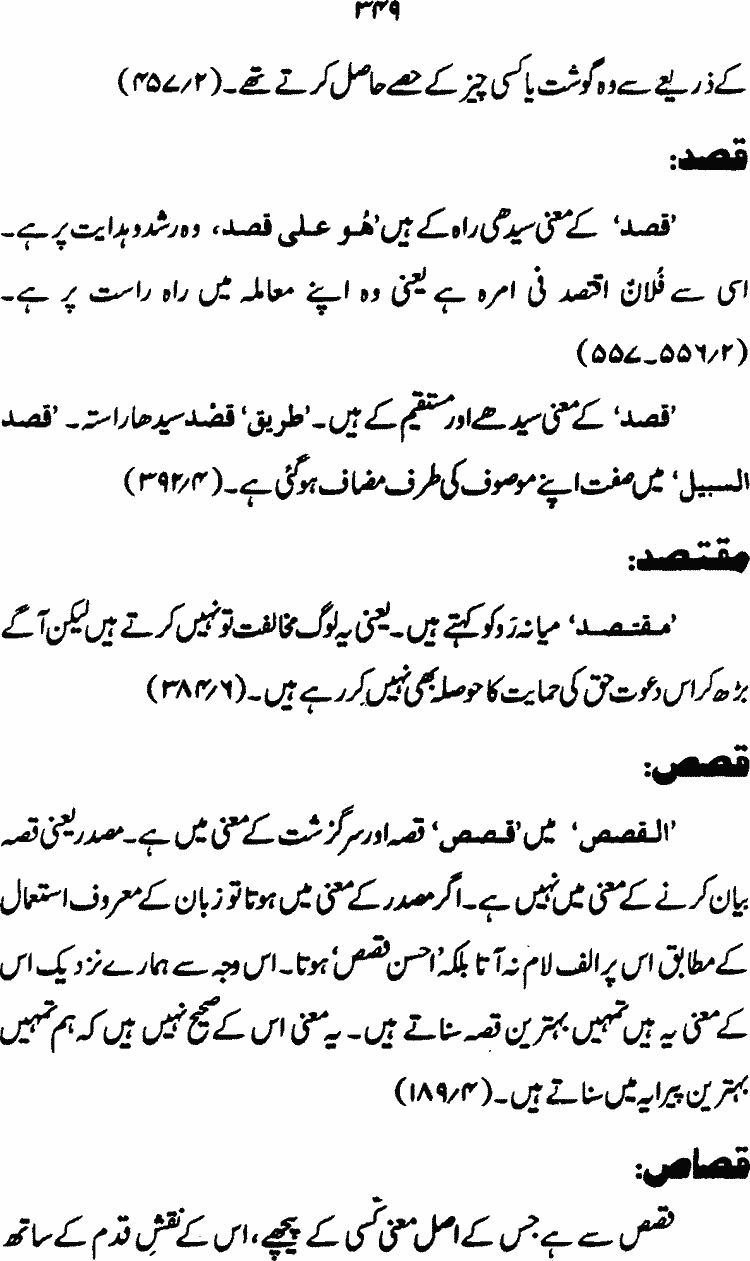 ۳۴۹
کے ذریعے سے وہ گوشت یا کسی چیز کے حصے حاصل کرتے تھے۔ (۲؍۴۵۷)
قصد:
’قصد‘ کے معنی سیدھی راہ کے ہیں ’هُو علی قصد، وہ رشد و ہدایت پر ہے۔
اسی سے فُلانٌ اقتصد فی امرہ ہے یعنی وہ اپنے معاملہ میں راہ راست پر ہے۔
(۲؍۵۵۶۔۵۵۷)
’قصد‘ کے معنی سیدھے اور مستقیم کے ہیں۔ ’طریق‘ قصْد سیدھا راستہ۔ ’قصد
السبیل‘ میں صفت اپنے موصوف کی طرف مضاف ہوگئی ہے۔ (۴؍۳۹۲)
مقتصد:
’مقتصد‘ میانہ رَو کو کہتے ہیں۔ یعنی یہ لوگ مخالفت تو نہیں کرتے ہیں لیکن آگے
بڑھ کر اس دعوت حق کی حمایت کا حوصلہ بھی نہیں کر رہے ہیں۔ (۶؍۳۸۴)
قصص:
’القصص‘ میں ’قصص‘ قصہ اور سرگزشت کے معنی میں ہے۔ مصدر یعنی قصہ
بیان کرنے کے معنی میں نہیں ہے۔ اگر مصدر کے معنی میں ہوتا تو زبان کے معروف استعمال
کے مطابق اس پر الف لام نہ آتا بلکہ ’احسن قصص‘ ہوتا۔ اس وجہ سے ہمارے نزدیک اس
کے معنی یہ ہیں تمہیں بہترین قصہ سناتے ہیں۔ یہ معنی اس کے صحیح نہیں ہیں کہ ہم تمہیں
بہترین پیرایہ میں سناتے ہیں۔ (۴؍۱۸۹)
قصاص:
قصص سے ہے جس کے اصل معنی کسی کے پیچھے، اس کے نقشِ قدم کے ساتھ